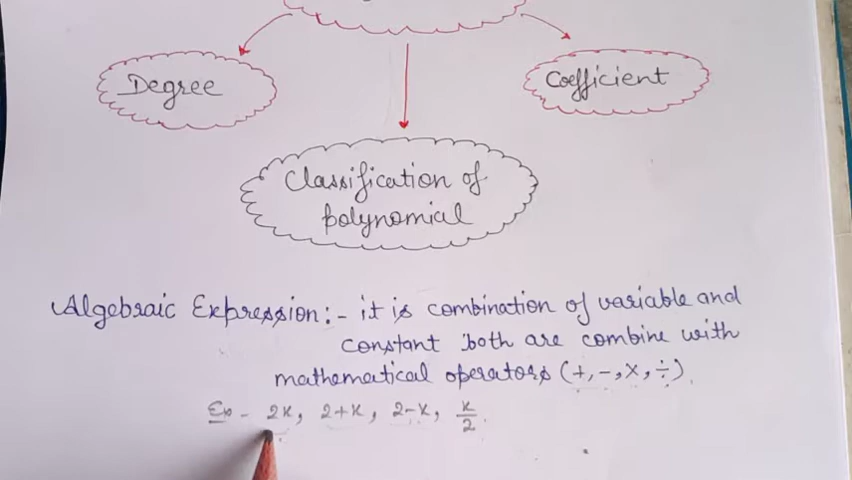 Degree
Coefficient
Classification of
polynomial
Algebraic Expression:- it is combination of variable and
constant both are combine with
mathematical operators (+, -, x, ÷)
Ex - 2x, 2+x, 2-x, x/2